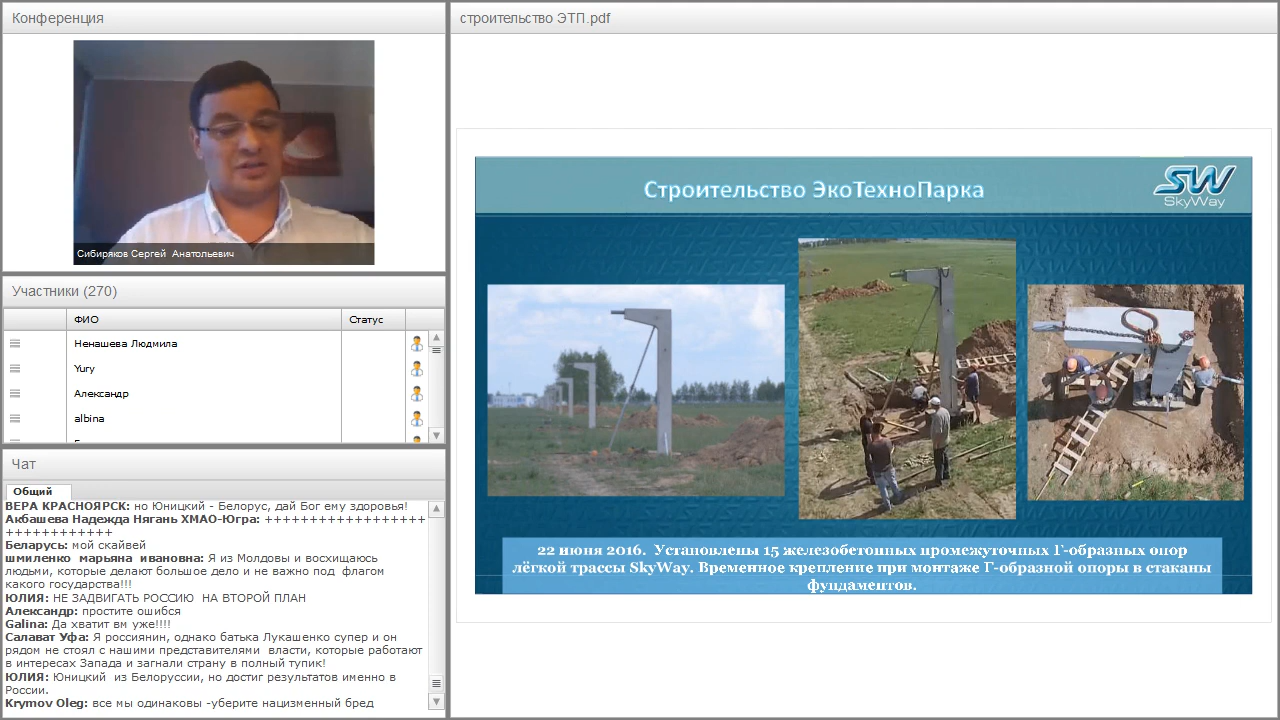 Конференция
Сибиряков Сергей Анатольевич
Участники (270)
ФИО Статус
Ненашева Людмила
Yury
Александр
albina
Чат
Общий
ВЕРА КРАСНОЯРСК: но Юницкий - Белорус, дай Бог ему здоровья!
Акбашева Надежда Нягань ХМАО-Югра: ++++++++++++++++++
++++++++++++
Беларусь: мой скайвей
шмиленко марьяна ивановна: Я из Молдовы и восхищаюсь
людьми, которые делают большое дело и не важно под флагом
какого государства!!!
ЮЛИЯ: НЕ ЗАДВИГАТЬ РОССИЮ НА ВТОРОЙ ПЛАН
Александр: простите ошибся
Galina: Да хватит вм уже!!!!
Салават Уфа: Я россиянин, однако батька Лукашенко супер и он
рядом не стоял с нашими представителями власти, которые работают
в интересах Запада и загнали страну в полный тупик!
ЮЛИЯ: Юницкий из Белоруссии, но достиг результатов именно в
России.
Krymov Oleg: все мы одинаковы -уберите нацизменный бред
строительство ЭТП.pdf
Строительство ЭкоТехноПарка
SW
SkyWay
22 июня 2016. Установлены 15 железобетонных промежуточных Г-образных опор
лёгкой трассы SkyWay. Временное крепление при монтаже Г-образной опоры в стаканы
фундаментов.